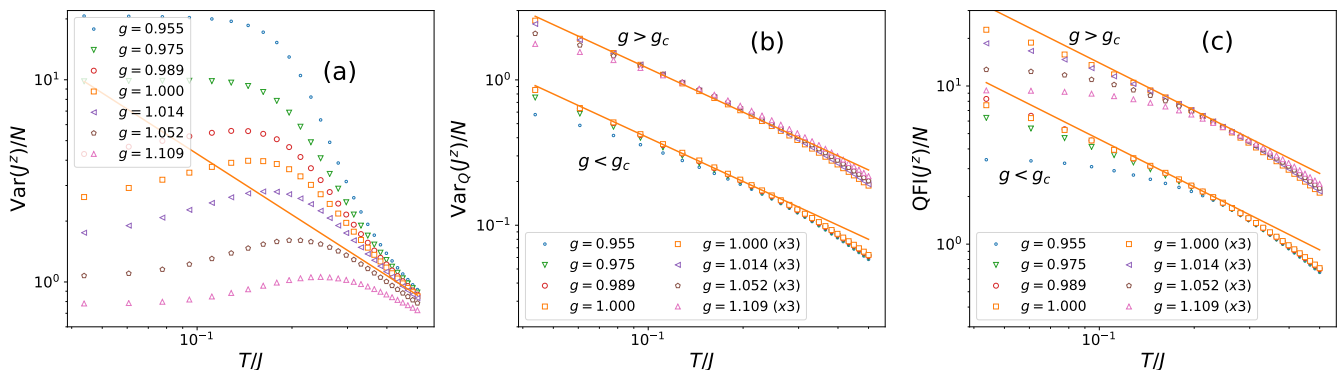 Var(J^z)/N
10^1
10^0
10^-1
T/J
(a)
g = 0.955
g = 0.975
g = 0.989
g = 1.000
g = 1.014
g = 1.052
g = 1.109
Var_Q(J^z)/N
10^0
10^-1
10^-1
T/J
(b)
g > g_c
g < g_c
g = 0.955
g = 0.975
g = 0.989
g = 1.000
g = 1.000 (x3)
g = 1.014 (x3)
g = 1.052 (x3)
g = 1.109 (x3)
QFI(J^z)/N
10^1
10^0
10^-1
T/J
(c)
g > g_c
g < g_c
g = 0.955
g = 0.975
g = 0.989
g = 1.000
g = 1.000 (x3)
g = 1.014 (x3)
g = 1.052 (x3)
g = 1.109 (x3)